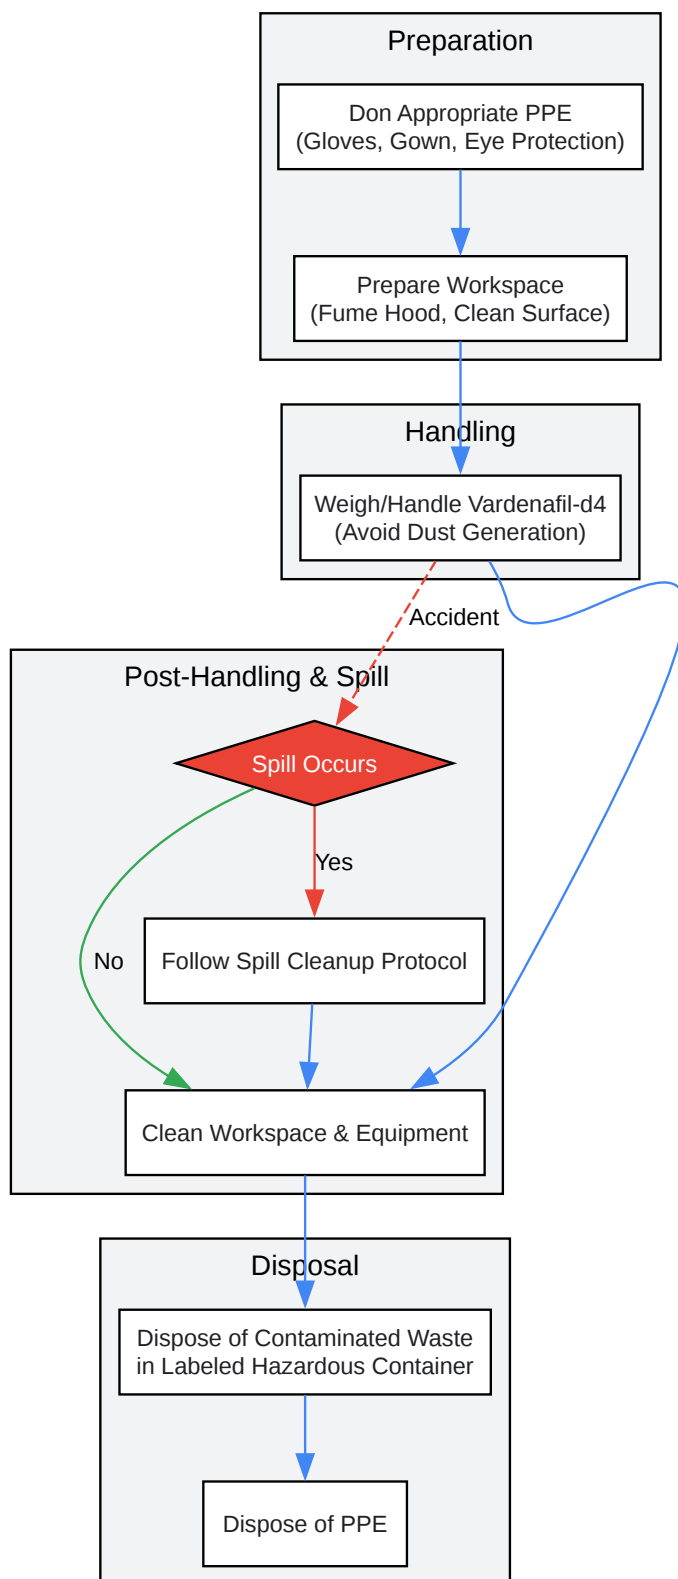 Preparation
Don Appropriate PPE
(Gloves, Gown, Eye Protection)
Prepare Workspace
(Fume Hood, Clean Surface)
Handling
Weigh/Handle Vardenafil-d4
(Avoid Dust Generation)
Accident
Post-Handling & Spill
Spill Occurs
Yes
No
Follow Spill Cleanup Protocol
Clean Workspace & Equipment
Disposal
Dispose of Contaminated Waste
in Labeled Hazardous Container
Dispose of PPE